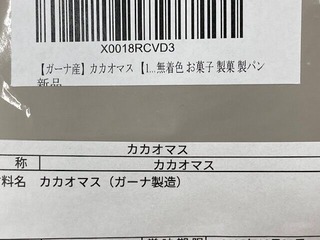 X0018RCVD3
【ガーナ産】カカオマス【1...無着色 お菓子 製菓 製パン
新品
カカオマス
称 カカオマス
料名 カカオマス（ガーナ製造）